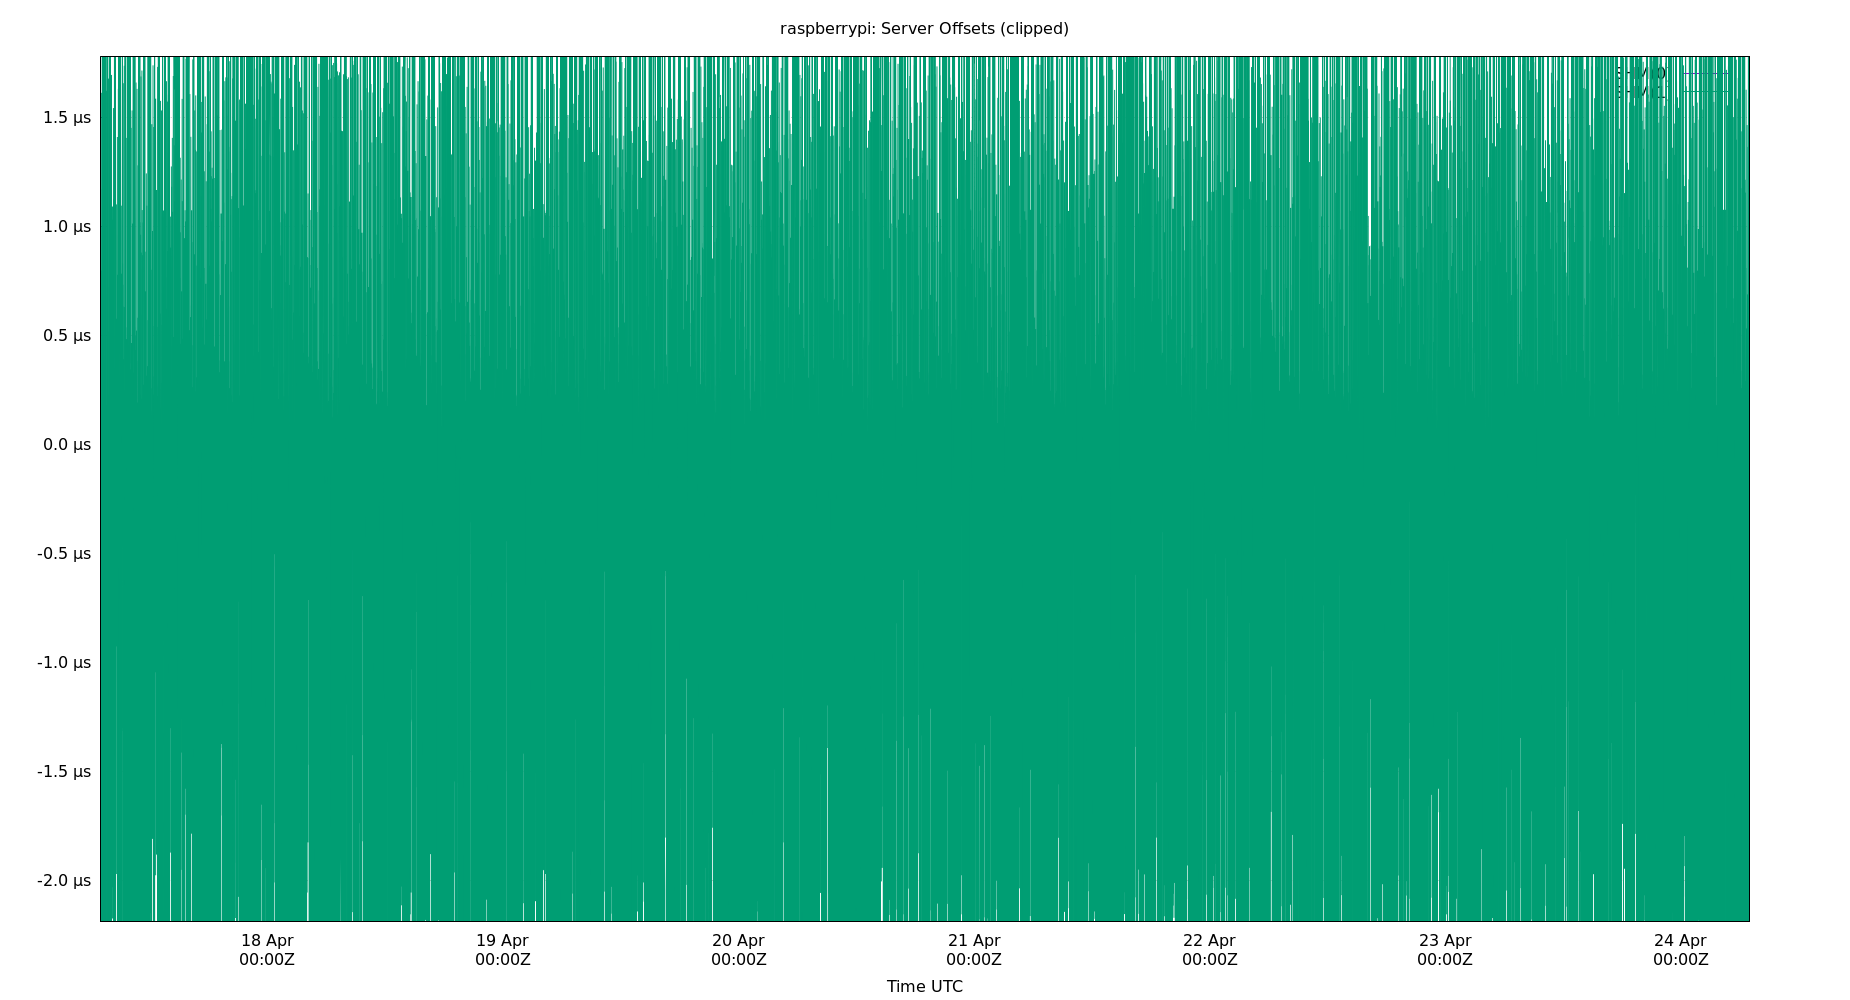 raspberrypi: Server Offsets (clipped)
1.5 µs
1.0 µs
0.5 µs
0.0 µs
-0.5 µs
-1.0 µs
-1.5 µs
-2.0 µs
18 Apr
00:00Z
19 Apr
00:00Z
20 Apr
00:00Z
21 Apr
00:00Z
22 Apr
00:00Z
23 Apr
00:00Z
24 Apr
00:00Z
Time UTC